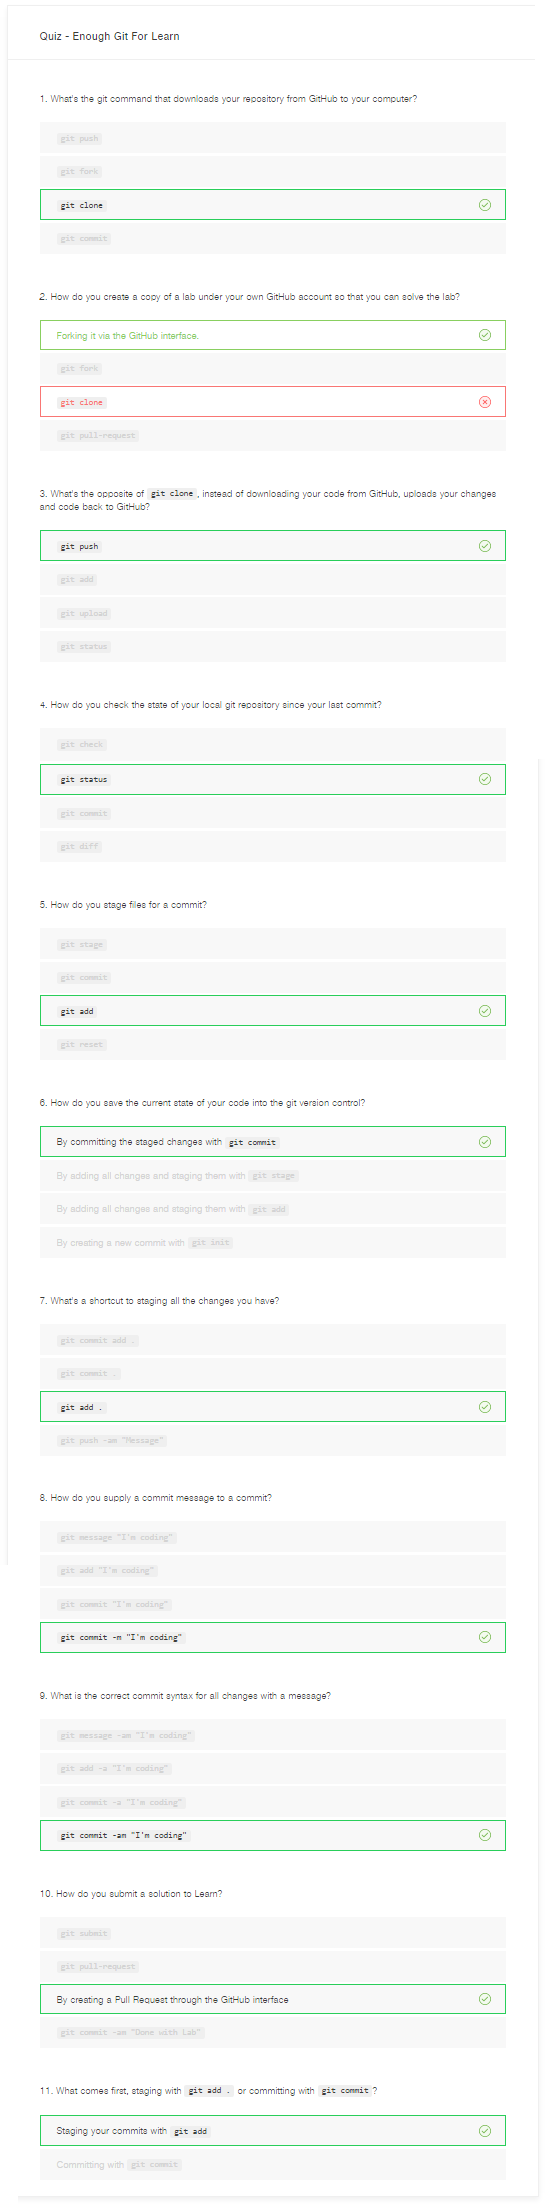 Quiz - Enough Git For Learn
1. What's the git command that downloads your repository from GitHub to your computer?
git push
git fork
git clone
git commit
2. How do you create a copy of a lab under your own GitHub account so that you can solve the lab?
Forking it via the GitHub interface.
git fork
git clone
git pull-request
3. What's the opposite of git clone, instead of downloading your code from GitHub, uploads your changes
and code back to GitHub?
git push
git add
git upload
git status
4. How do you check the state of your local git repository since your last commit?
git check
git status
git commit
git diff
5. How do you stage files for a commit?
git stage
git commit
git add
git reset
6. How do you save the current state of your code into the git version control?
By committing the staged changes with git commit
By adding all changes and staging them with git stage
By adding all changes and staging them with git add
By creating a new commit with git init
7. What's a shortcut to staging all the changes you have?
git commit add .
git commit .
git add .
git push -am "Message"
8. How do you supply a commit message to a commit?
git message "I'm coding"
git add "I'm coding"
git commit "I'm coding"
git commit -m "I'm coding"
9. What is the correct commit syntax for all changes with a message?
git message -am "I'm coding"
git add -a "I'm coding"
git commit -a "I'm coding"
git commit -am "I'm coding"
10. How do you submit a solution to Learn?
git submit
git pull-request
By creating a Pull Request through the GitHub interface
git commit -am "Done with Lab"
11. What comes first, staging with git add . or committing with git commit?
Staging your commits with git add
Committing with git commit